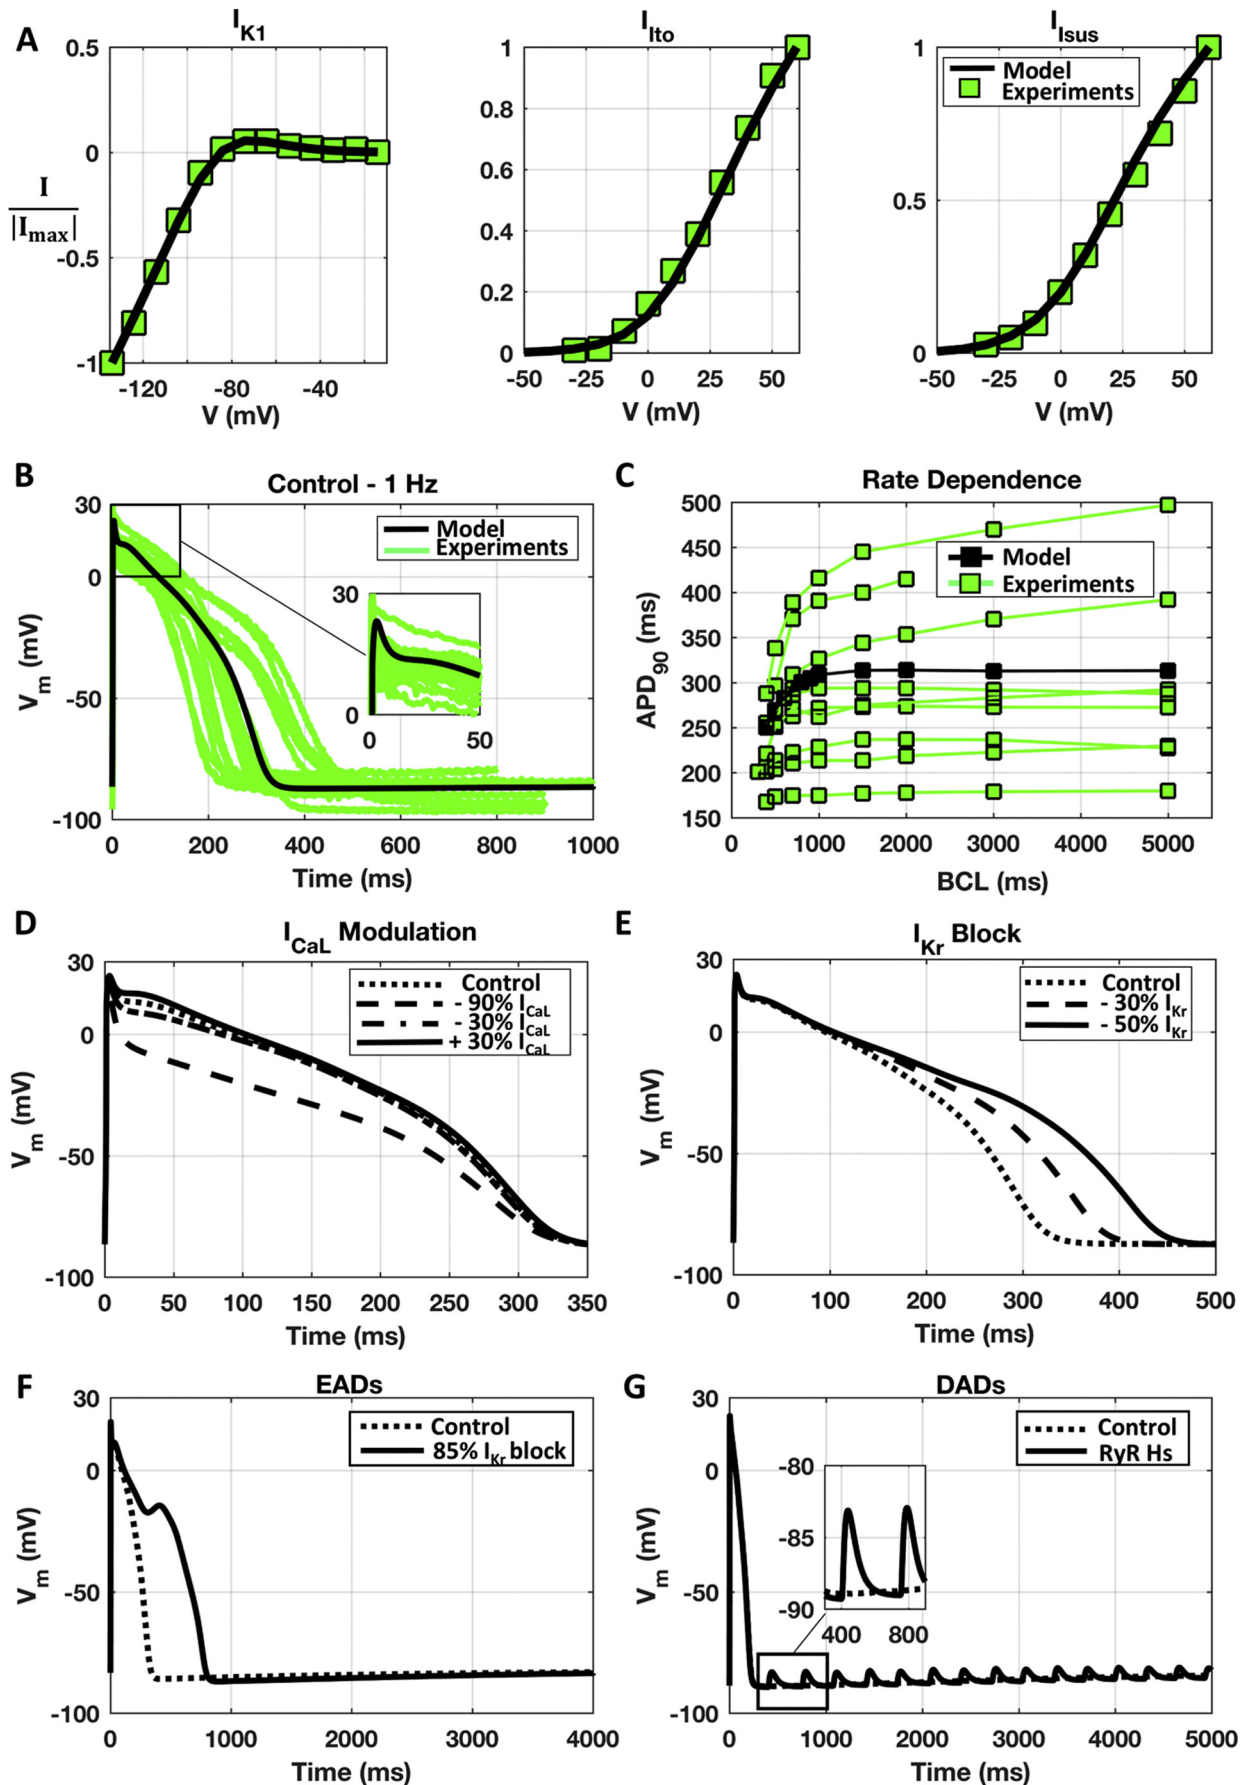 A
I_K1
0.5
0
-0.5
-1
I
|I_max|
-120
-80
-40
V (mV)
I_Ito
1
0.8
0.6
0.4
0.2
0
-50
-25
0
25
50
V (mV)
I_Isus
1
0.5
0
Model
Experiments
-50
-25
0
25
50
V (mV)
B
Control - 1 Hz
30
0
-50
-100
V_m (mV)
Model
Experiments
30
0
0
50
0
200
400
600
800
1000
Time (ms)
C
Rate Dependence
500
450
400
350
300
250
200
150
APD_90 (ms)
Model
Experiments
0
1000
2000
3000
4000
5000
BCL (ms)
D
I_CaL Modulation
30
0
-50
-100
V_m (mV)
Control
- 90% I_CaL
- 30% I_CaL
+ 30% I_CaL
0
50
100
150
200
250
300
350
Time (ms)
E
I_Kr Block
30
0
-50
-100
V_m (mV)
Control
- 30% I_Kr
- 50% I_Kr
0
100
200
300
400
500
Time (ms)
F
EADs
30
0
-50
-100
V_m (mV)
Control
85% I_Kr block
0
1000
2000
3000
4000
Time (ms)
G
DADs
30
0
-50
-100
V_m (mV)
Control
RyR Hs
-80
-85
-90
400
800
0
1000
2000
3000
4000
5000
Time (ms)